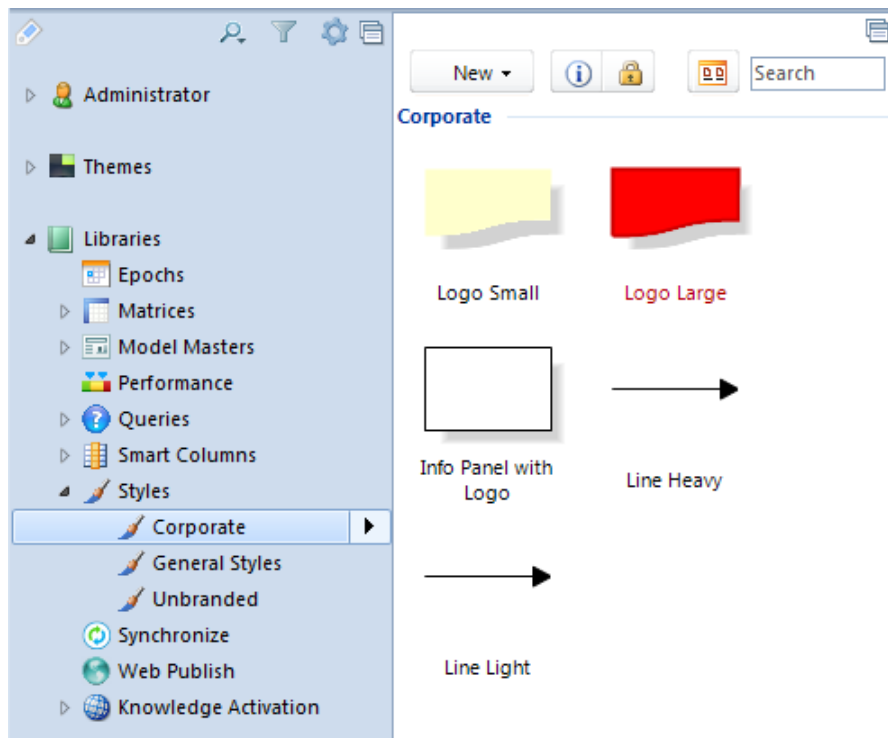 Administrator
Themes
Libraries
Epochs
Matrices
Model Masters
Performance
Queries
Smart Columns
Styles
Corporate
General Styles
Unbranded
Synchronize
Web Publish
Knowledge Activation
New
Search
Corporate
Logo Small
Logo Large
Info Panel with
Logo
Line Heavy
Line Light